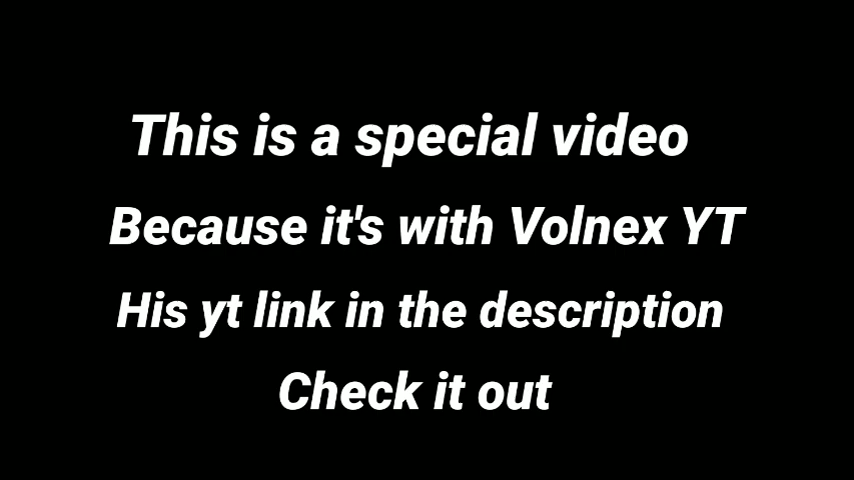 This is a special video
Because it's with Volnex YT
His yt link in the description
Check it out